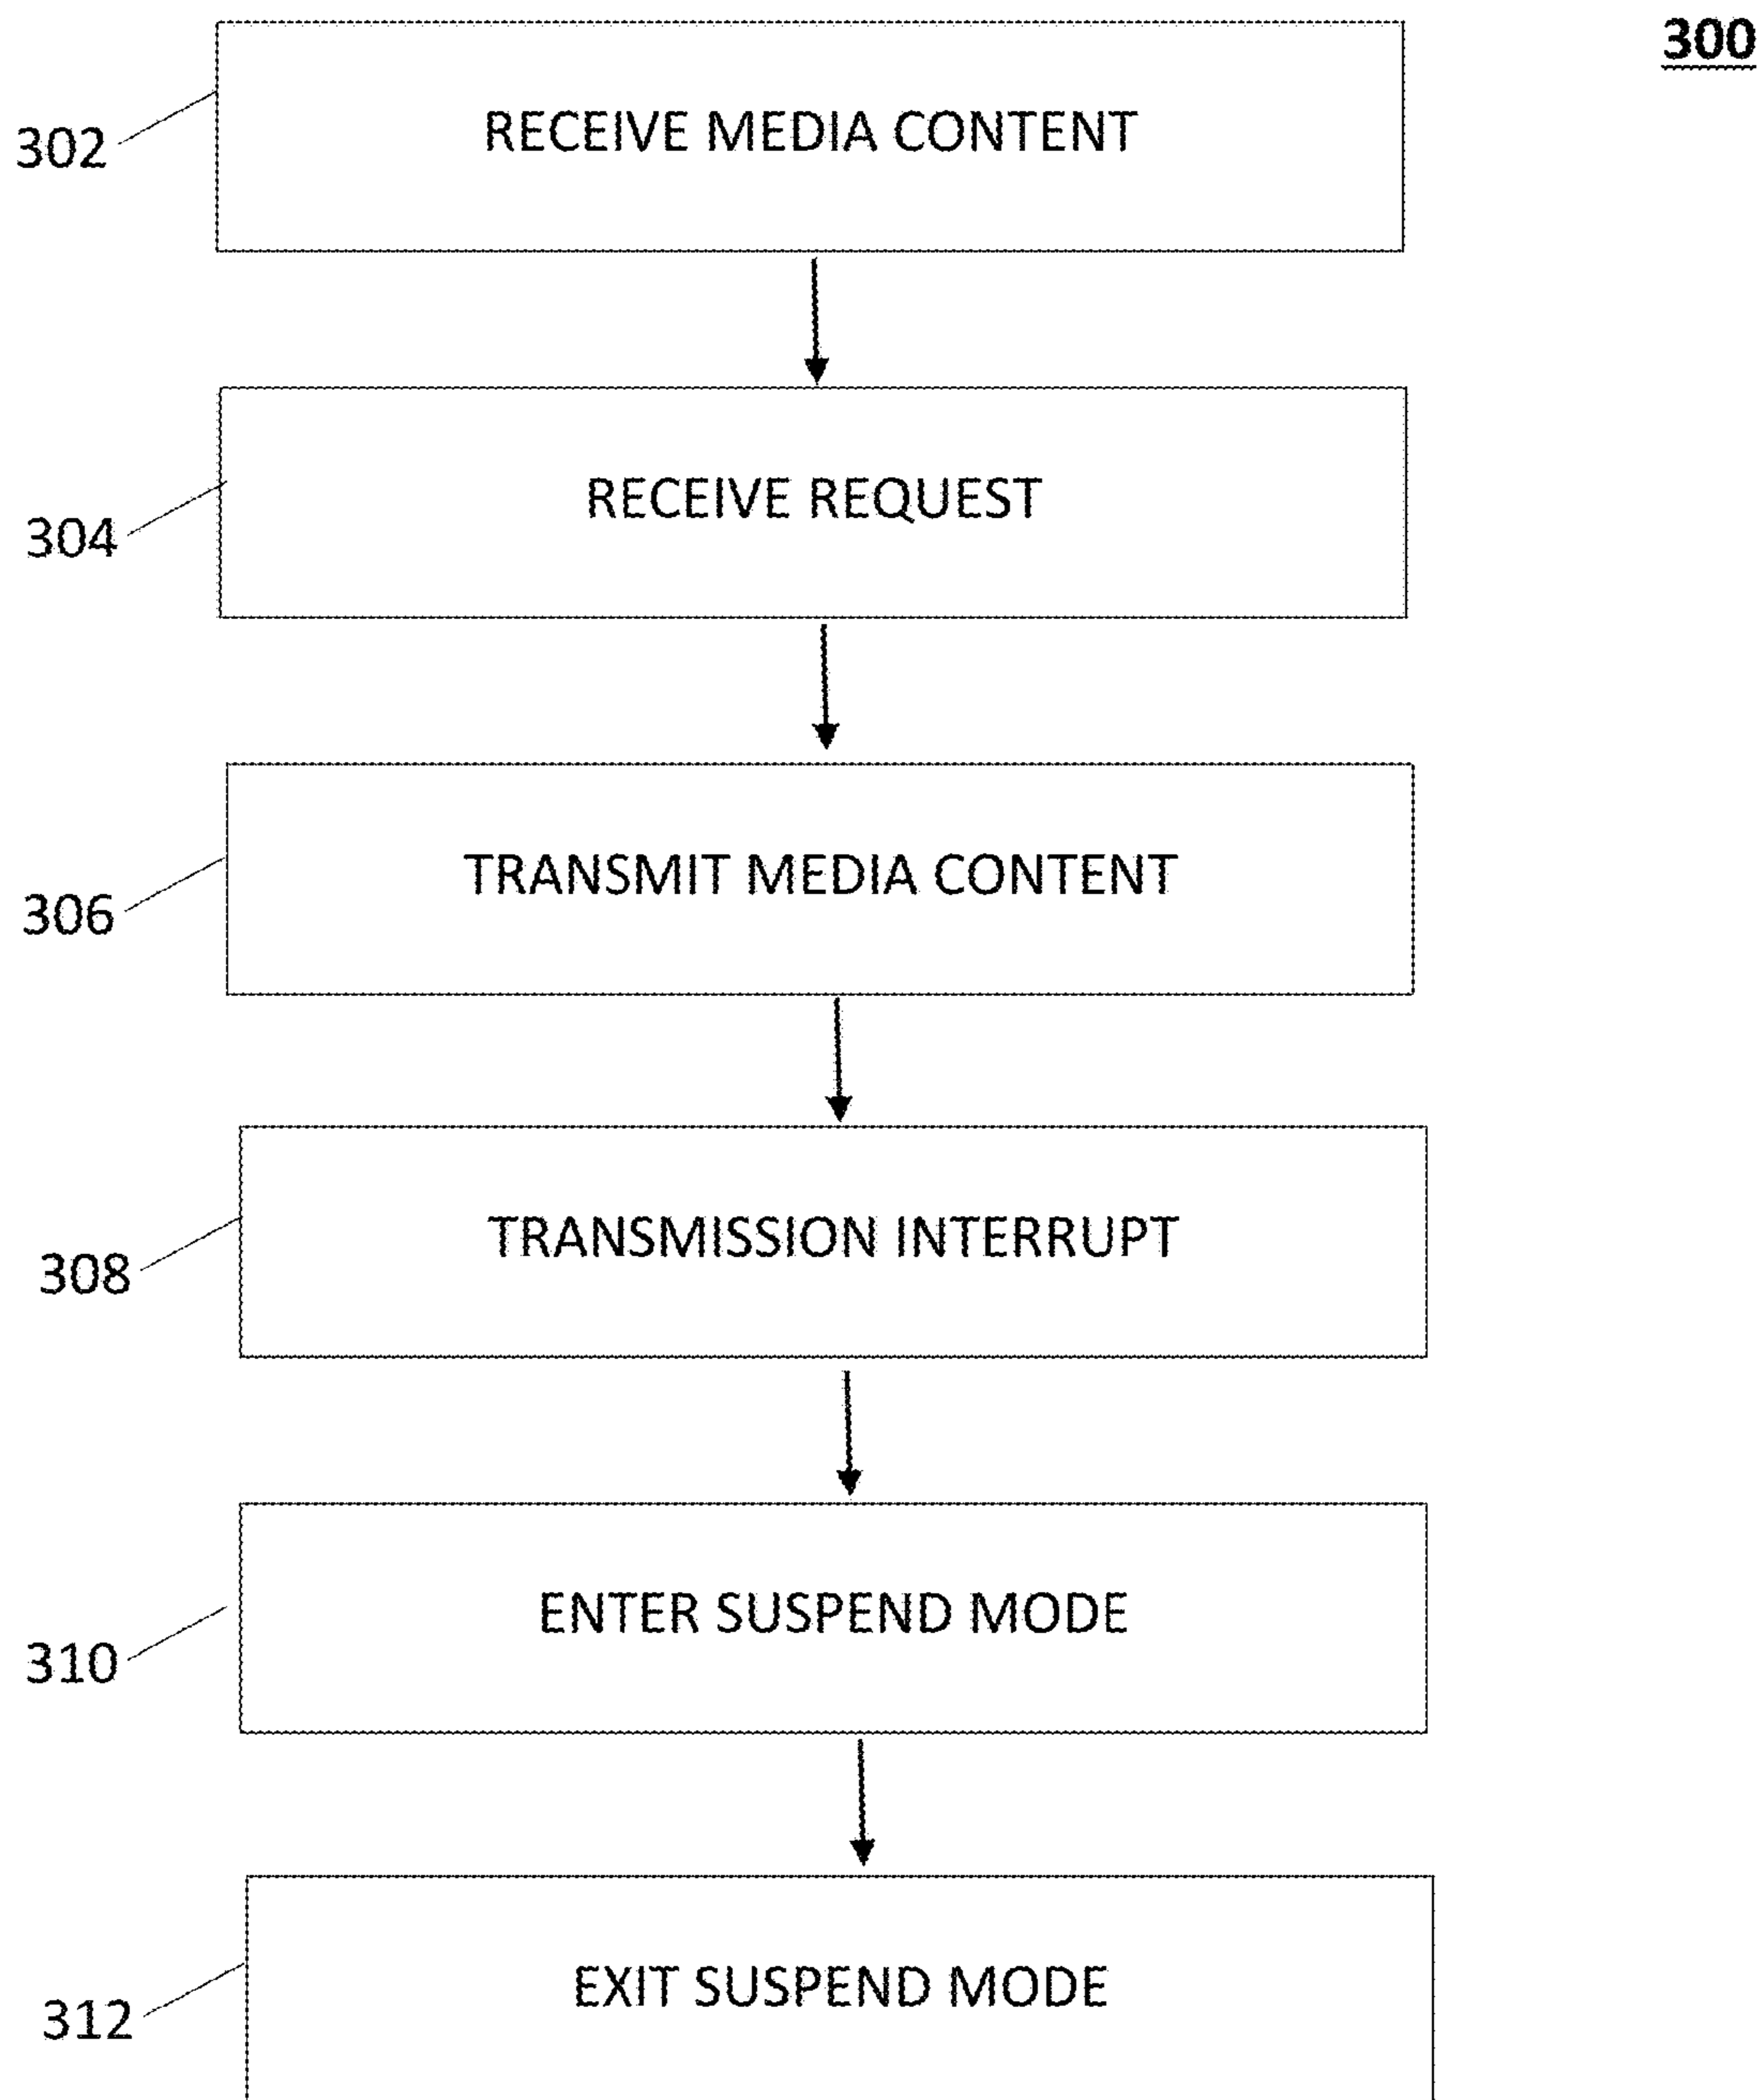 300
302
RECEIVE MEDIA CONTENT
304
RECEIVE REQUEST
306
TRANSMIT MEDIA CONTENT
308
TRANSMISSION INTERRUPT
310
ENTER SUSPEND MODE
312
EXIT SUSPEND MODE